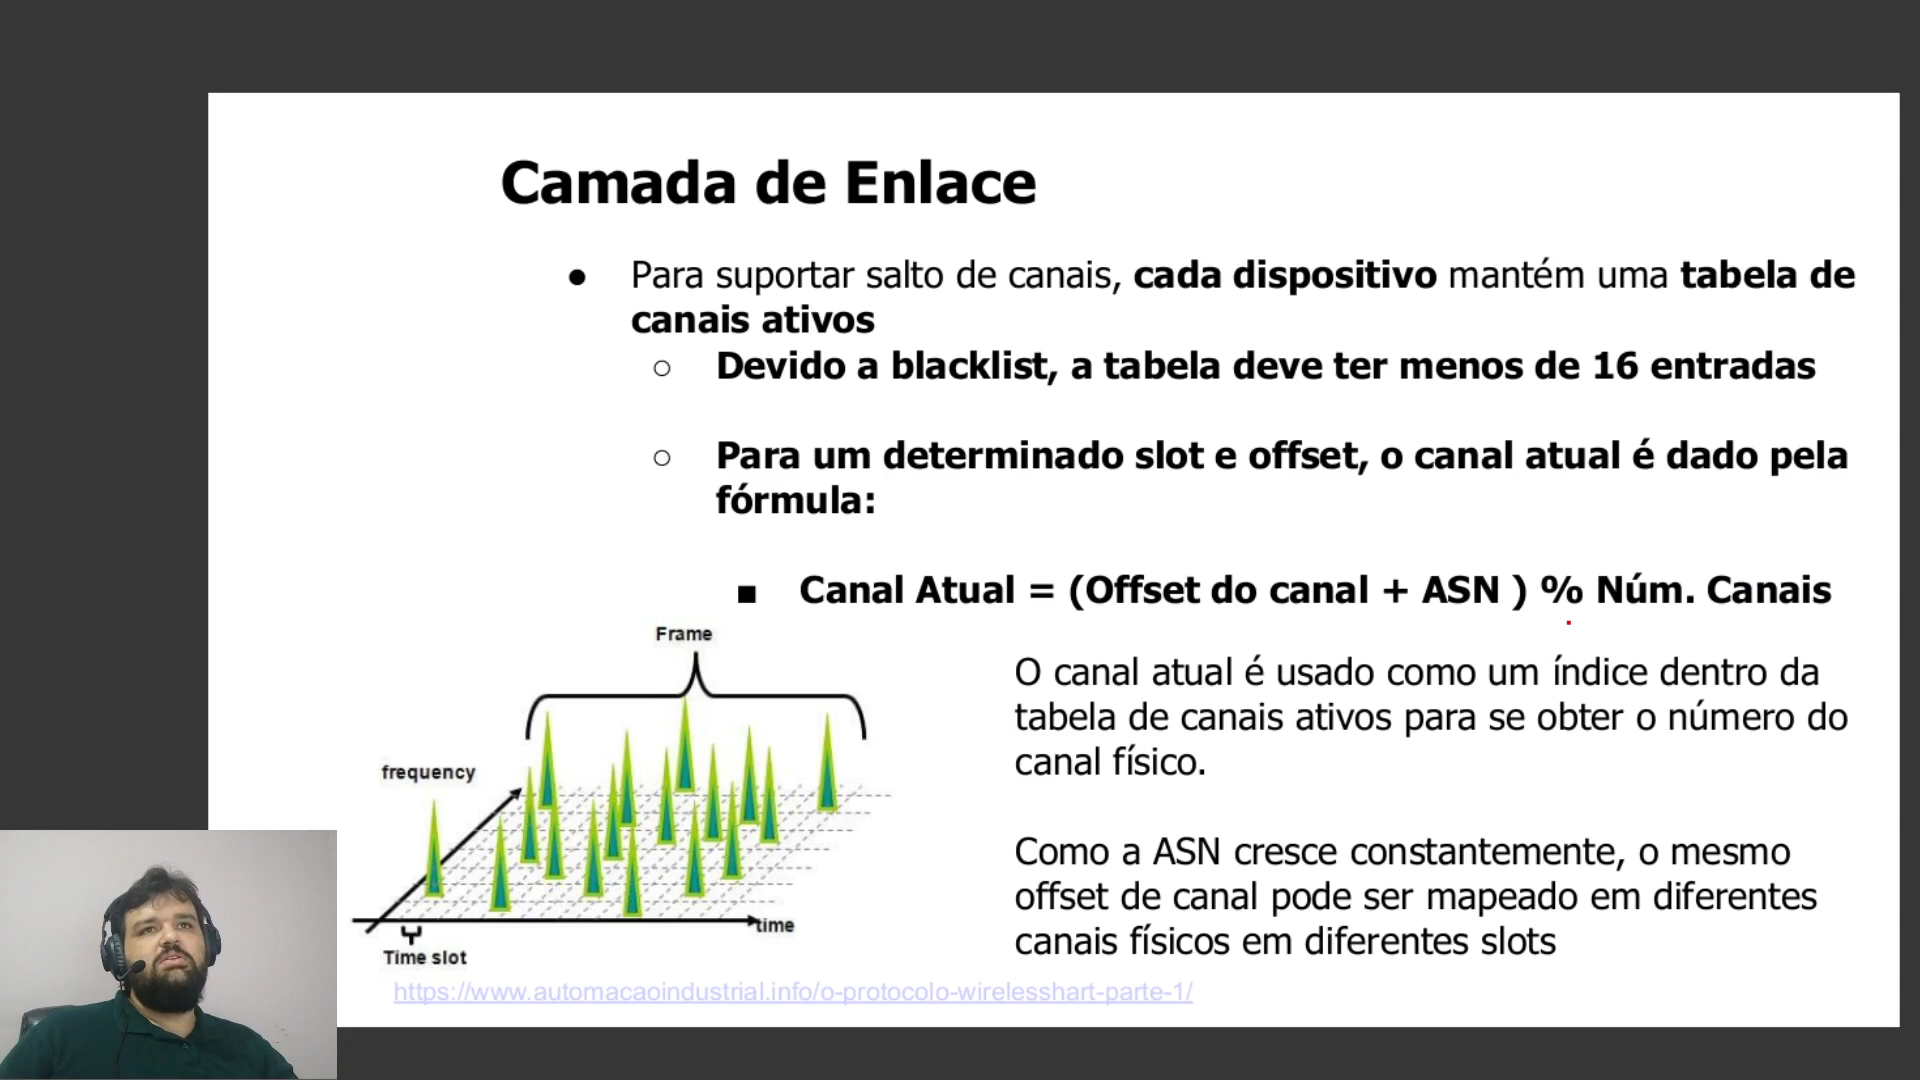 Camada de Enlace
● Para suportar salto de canais, cada dispositivo mantém uma tabela de
canais ativos
○ Devido a blacklist, a tabela deve ter menos de 16 entradas
○ Para um determinado slot e offset, o canal atual é dado pela
fórmula:
■ Canal Atual = (Offset do canal + ASN ) % Núm. Canais
Frame
frequency
time
Time slot
O canal atual é usado como um índice dentro da
tabela de canais ativos para se obter o número do
canal físico.
Como a ASN cresce constantemente, o mesmo
offset de canal pode ser mapeado em diferentes
canais físicos em diferentes slots
https://www.automacaoindustrial.info/o-protocolo-wirelesshart-parte-1/